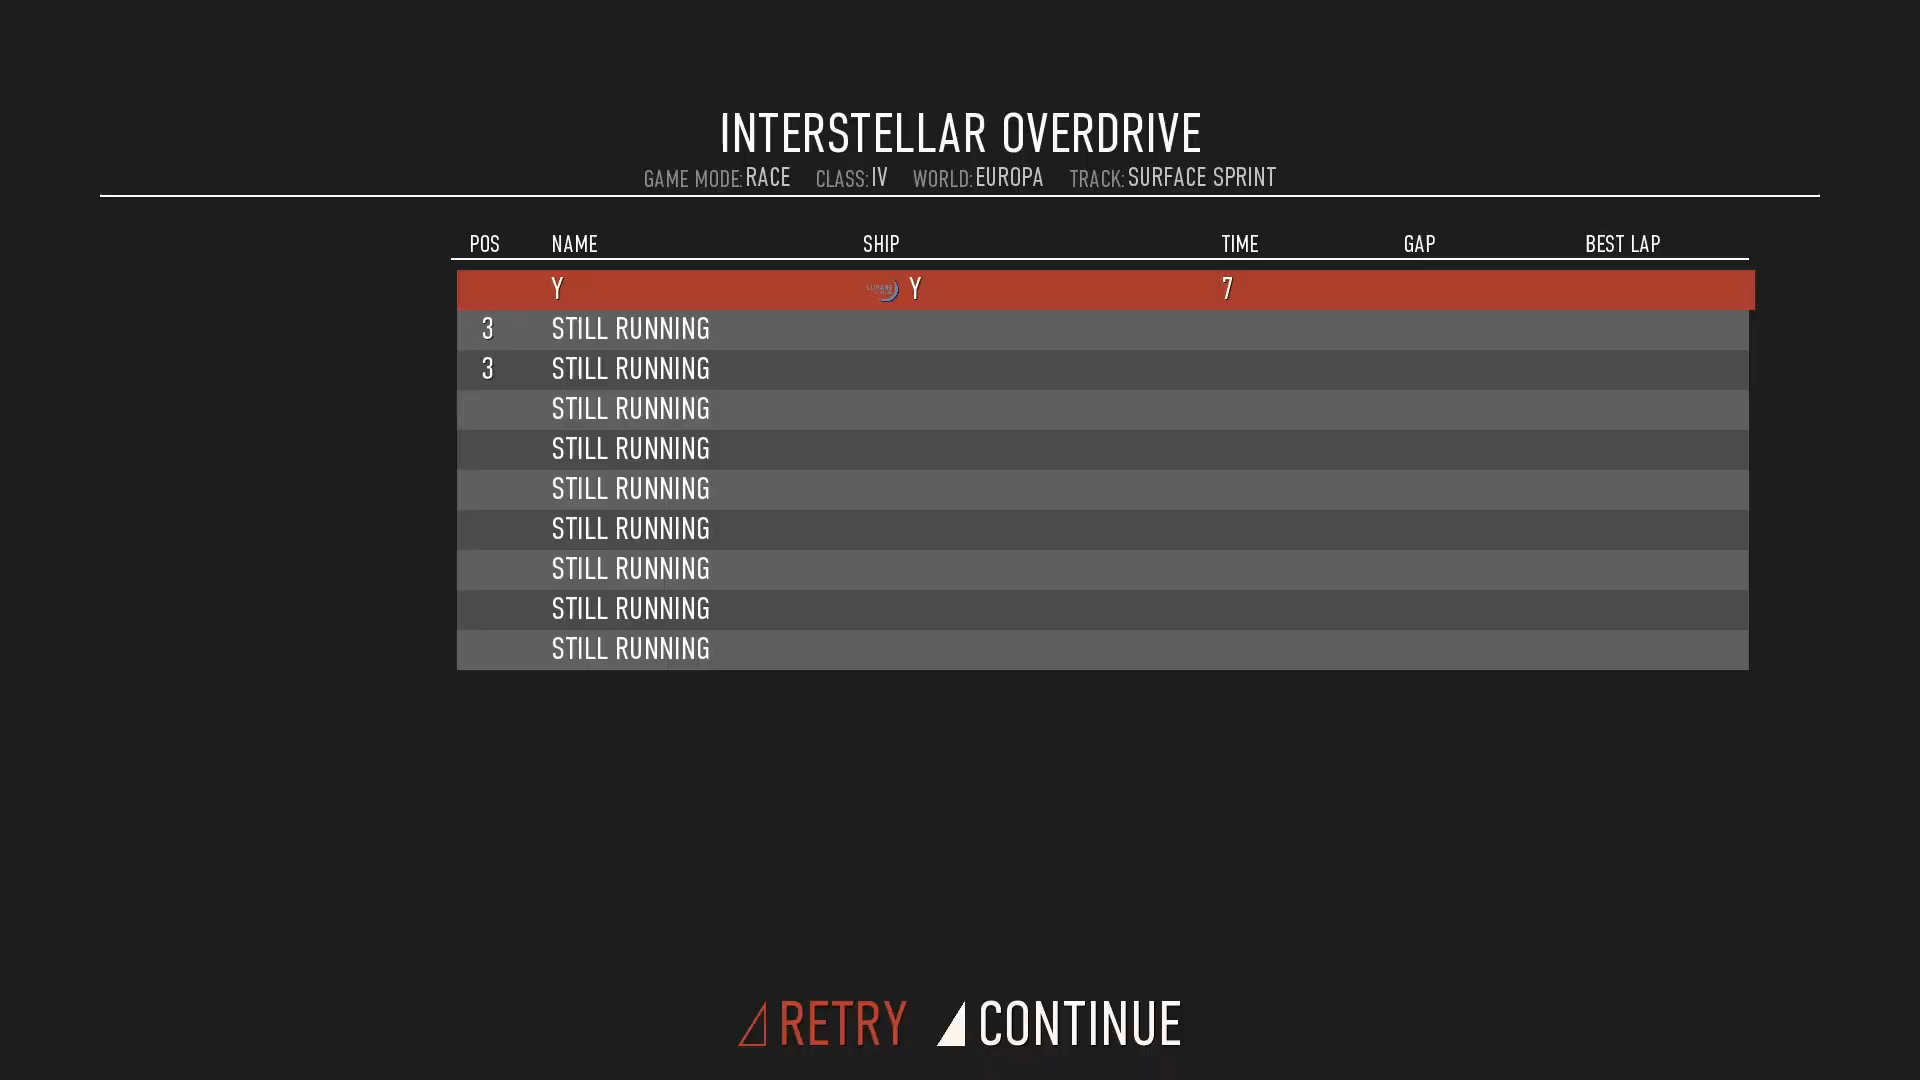 INTERSTELLAR OVERDRIVE
GAME MODE: RACE CLASS: IV WORLD: EUROPA TRACK: SURFACE SPRINT
POS NAME SHIP TIME GAP BEST LAP
Y Y 7
3 STILL RUNNING
3 STILL RUNNING
STILL RUNNING
STILL RUNNING
STILL RUNNING
STILL RUNNING
STILL RUNNING
STILL RUNNING
STILL RUNNING
RETRY CONTINUE